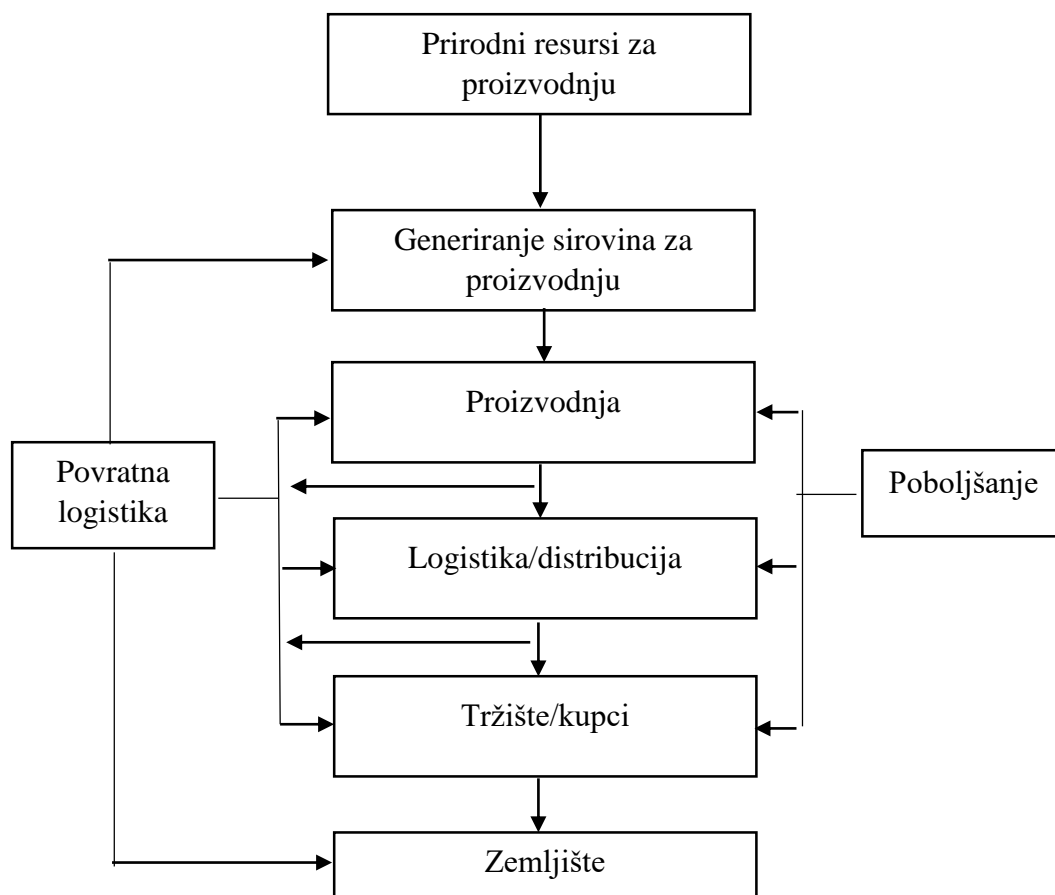 Prirodni resursi za
proizvodnju
Generiranje sirovina za
proizvodnju
Proizvodnja
Povratna
logistika
Poboljšanje
Logistika/distribucija
Tržište/kupci
Zemljište